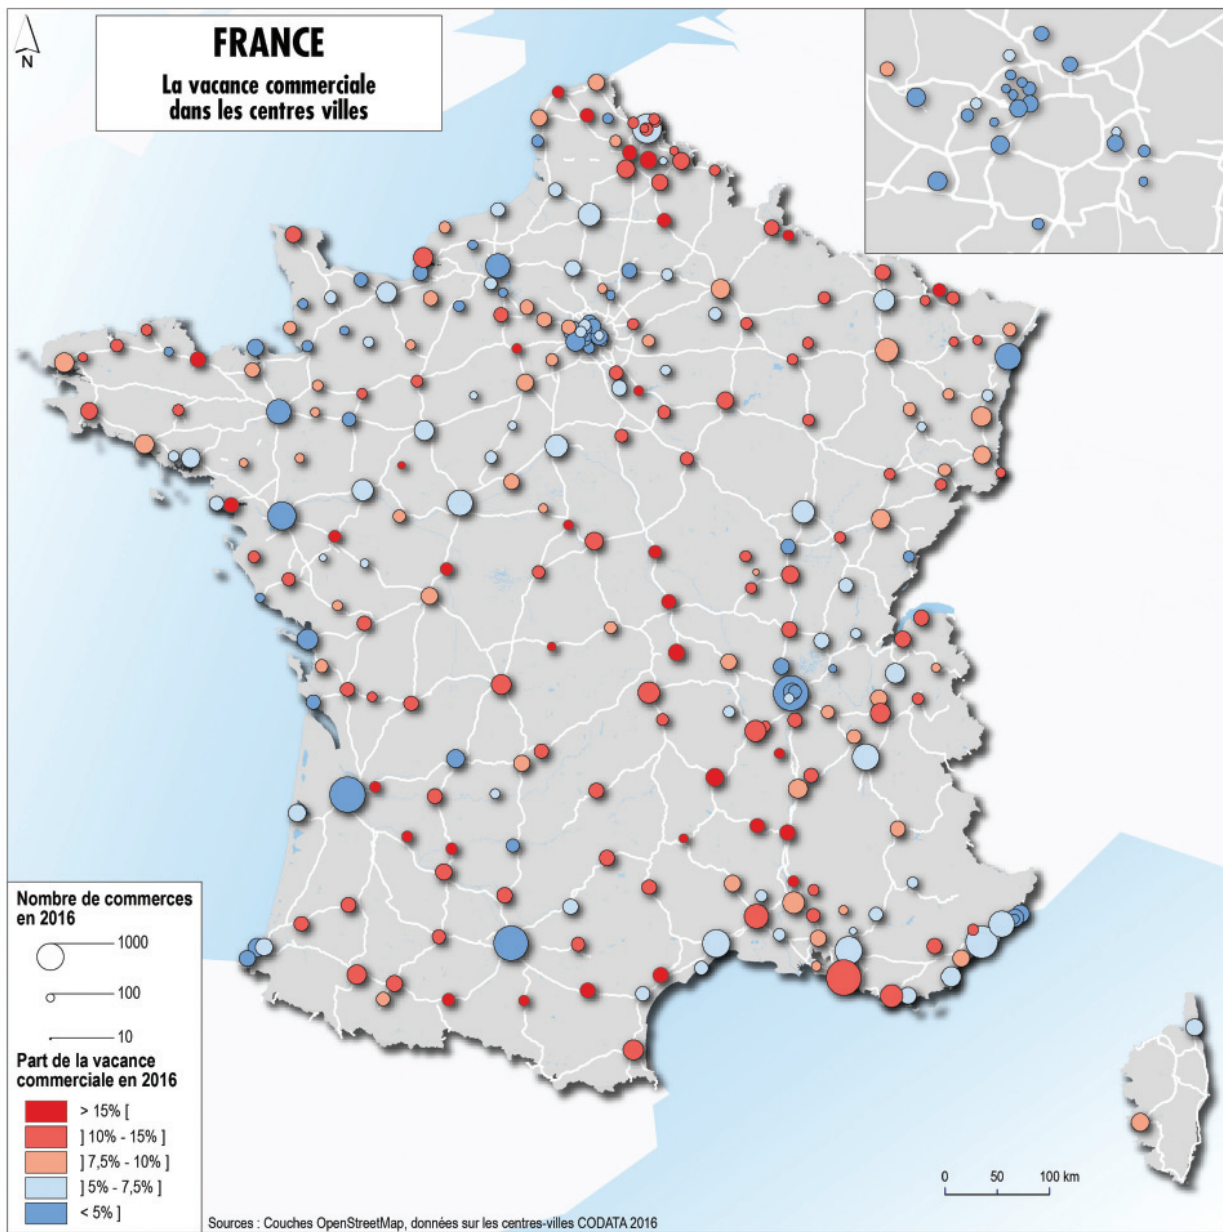 N
FRANCE
La vacance commerciale
dans les centres villes
Nombre de commerces
en 2016
1000
100
10
Part de la vacance
commerciale en 2016
> 15% [
] 10% - 15% ]
] 7,5% - 10% ]
] 5% - 7,5% ]
< 5% ]
0 50 100 km
Sources : Couches OpenStreetMap, données sur les centres-villes CODATA 2016